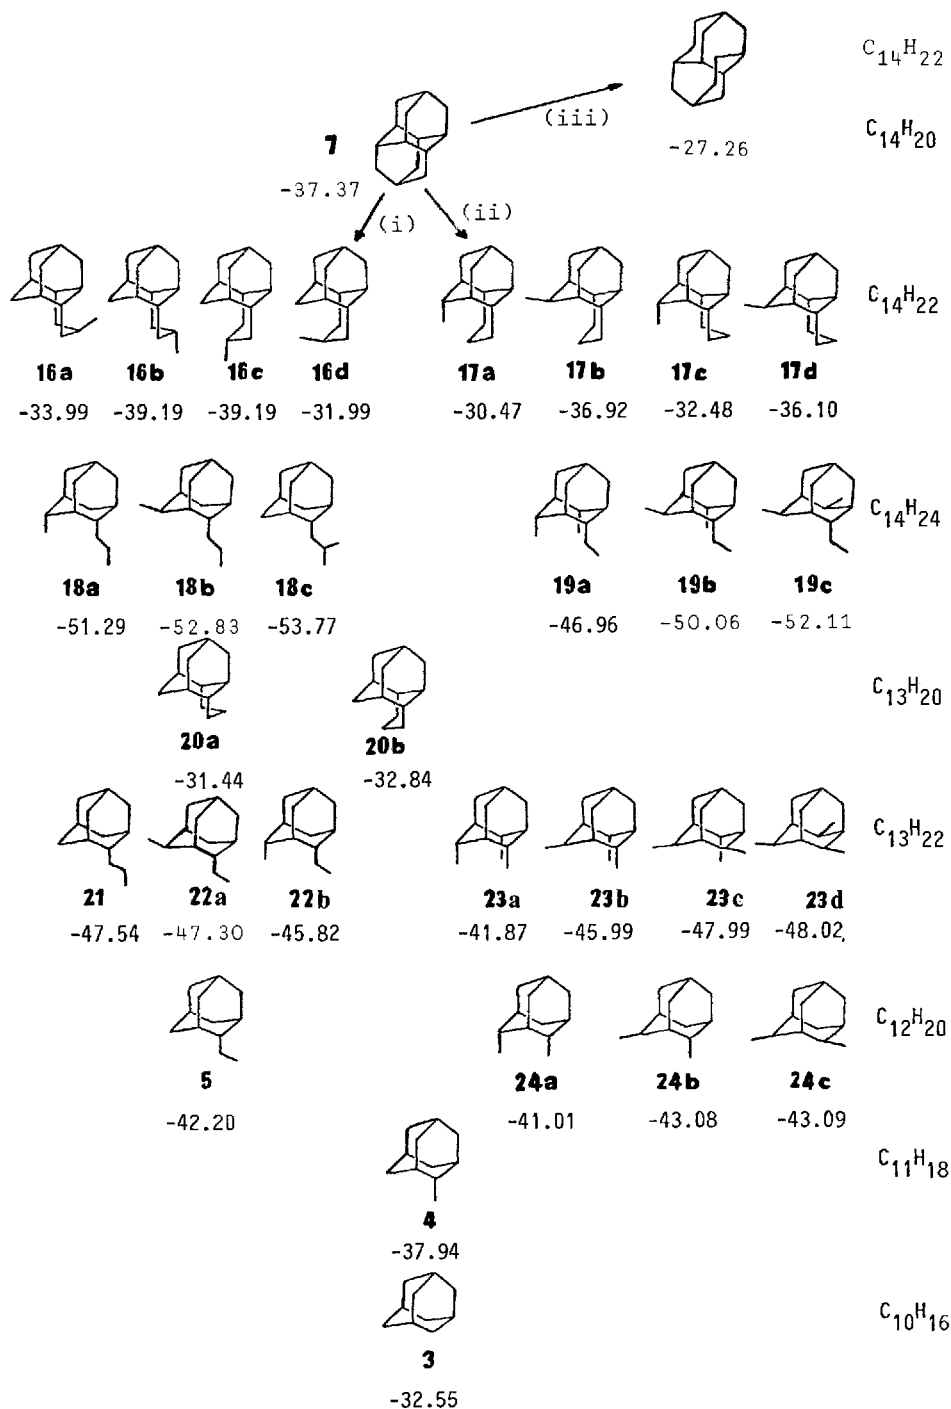 C14H22
(iii)
7
C14H20
-27.26
-37.37
(i)
(ii)
C14H22
16a 16b 16c 16d 17a 17b 17c 17d
-33.99 -39.19 -39.19 -31.99 -30.47 -36.92 -32.48 -36.10
C14H24
18a 18b 18c 19a 19b 19c
-51.29 -52.83 -53.77 -46.96 -50.06 -52.11
C13H20
20a 20b
-31.44 -32.84
C13H22
21 22a 22b 23a 23b 23c 23d
-47.54 -47.30 -45.82 -41.87 -45.99 -47.99 -48.02,
C12H20
5 24a 24b 24c
-42.20 -41.01 -43.08 -43.09
C11H18
4
-37.94
C10H16
3
-32.55